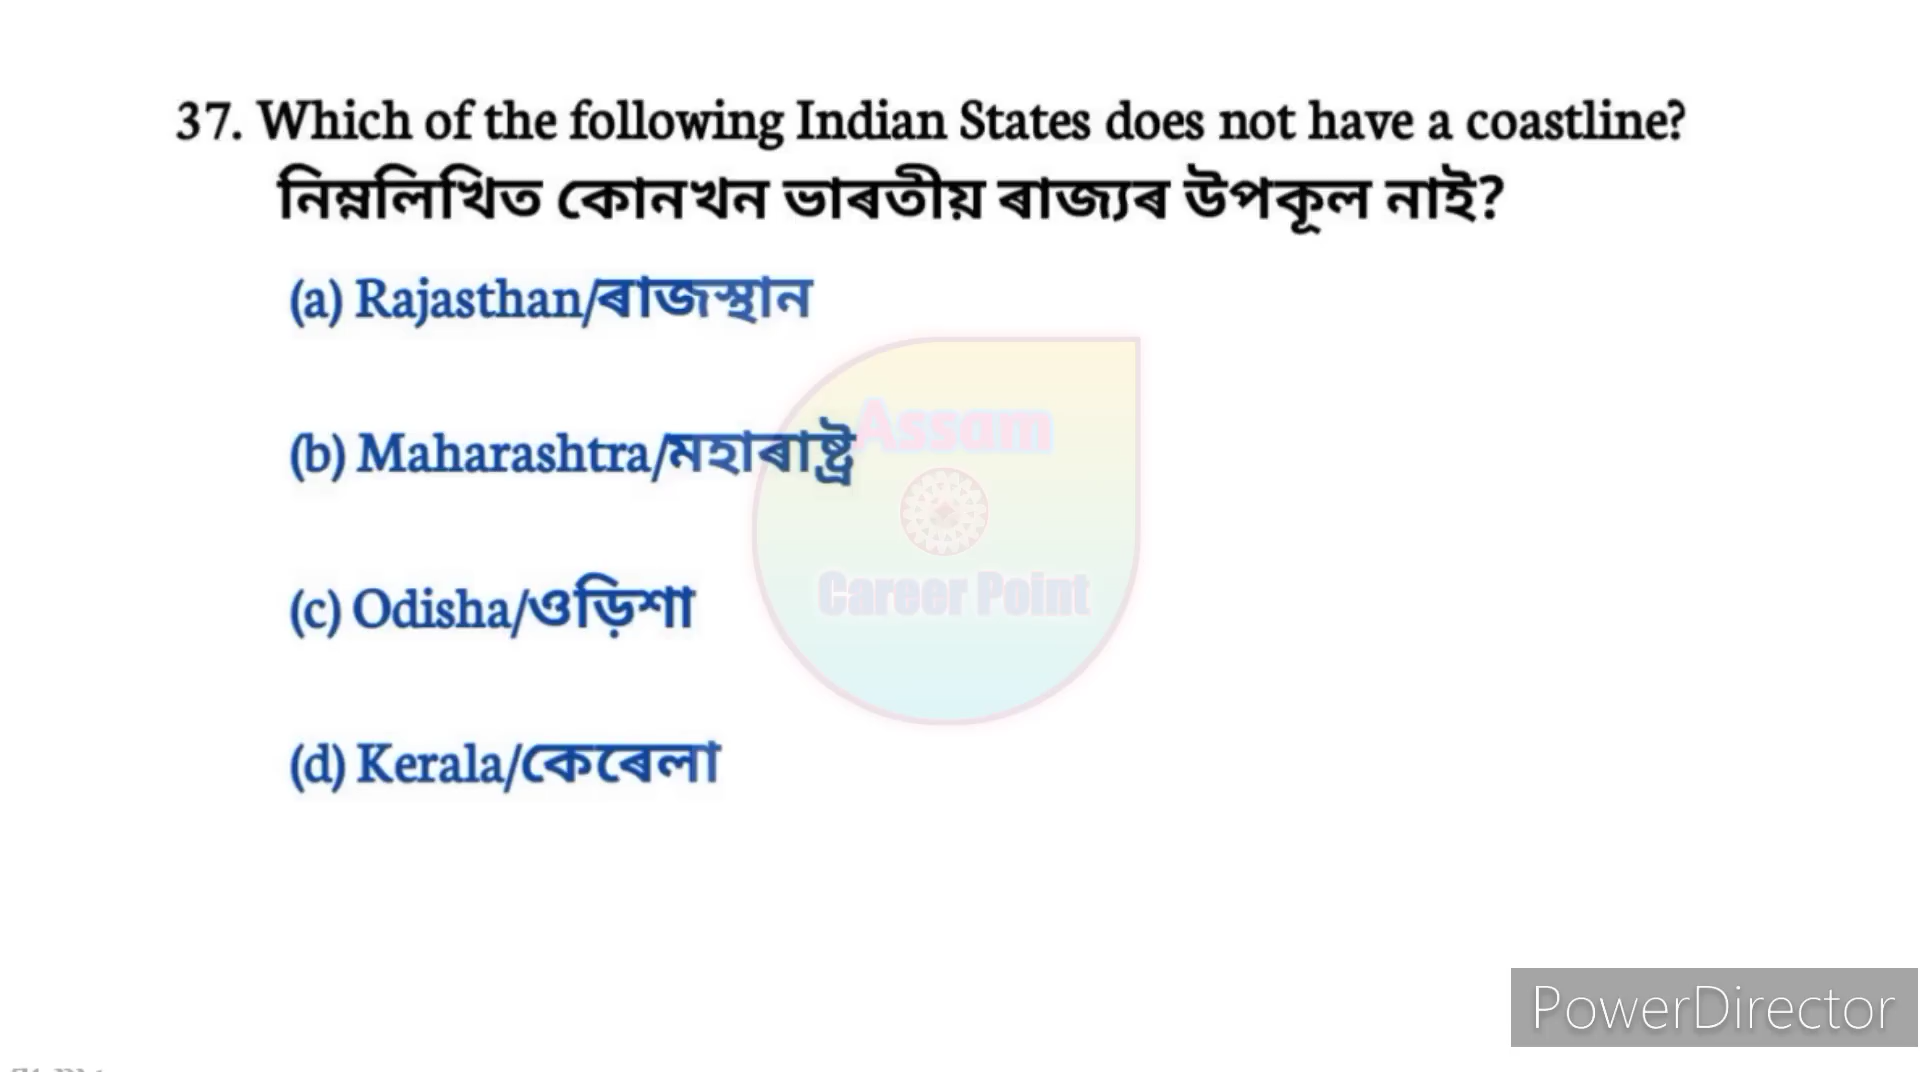 37. Which of the following Indian States does not have a coastline?
নিম্নলিখিত কোনখন ভাৰতীয় ৰাজ্যৰ উপকূল নাই?
(a) Rajasthan/ৰাজস্থান
(b) Maharashtra/মহাৰাষ্ট্ৰ
Assam
(c) Odisha/ওড়িশা
Career Point
(d) Kerala/কেৰেলা
PowerDirector